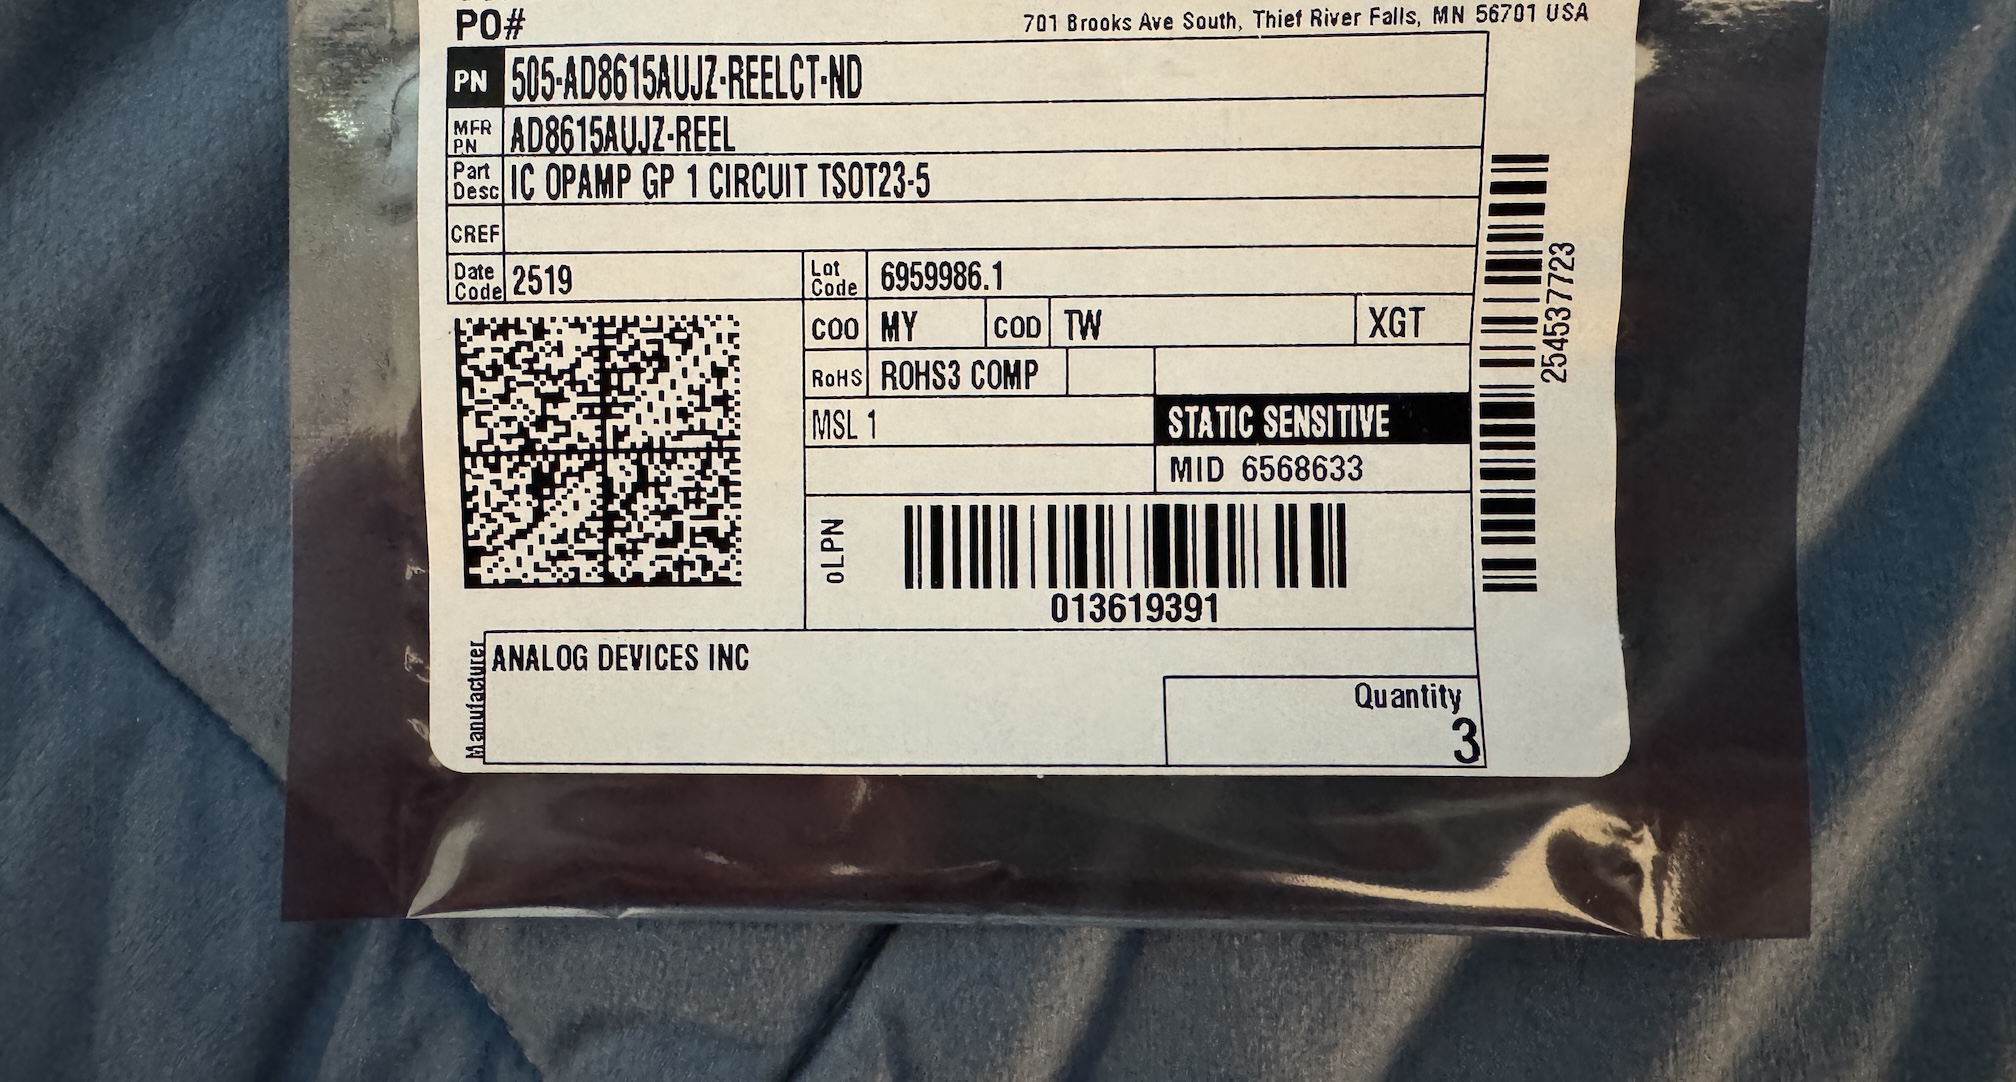 PO#
701 Brooks Ave South, Thief River Falls, MN 56701 USA
PN 505-AD8615AUJZ-REELCT-ND
MFR PN AD8615AUJZ-REEL
Part Desc IC OPAMP GP 1 CIRCUIT TSOT23-5
CREF
Date Code 2519 Lot Code 6959986.1
COO MY COD TW XGT
RoHS ROHS3 COMP
MSL 1 STATIC SENSITIVE
MID 6568633
oLPN
013619391
254537723
Manufacturer ANALOG DEVICES INC
Quantity
3